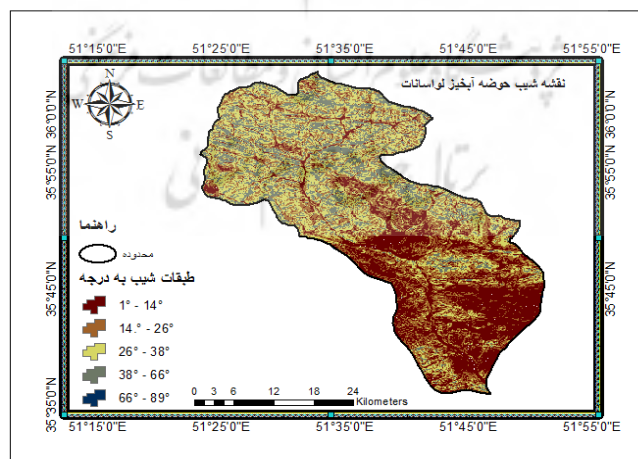 51°15'0"E 51°25'0"E 51°35'0"E 51°45'0"E 51°55'0"E
نقشه شیب حوضه آبخیز لواسانات
N
W E
S
36°0'0"N 36°0'0"N
35°55'0"N 35°55'0"N
35°45'0"N 35°45'0"N
35°35'0"N 35°35'0"N
راهنما
محدوده
طبقات شیب به درجه
1° - 14°
14.° - 26°
26° - 38°
38° - 66°
66° - 89°
0 3 6 12 18 24
Kilometers
51°15'0"E 51°25'0"E 51°35'0"E 51°45'0"E 51°55'0"E